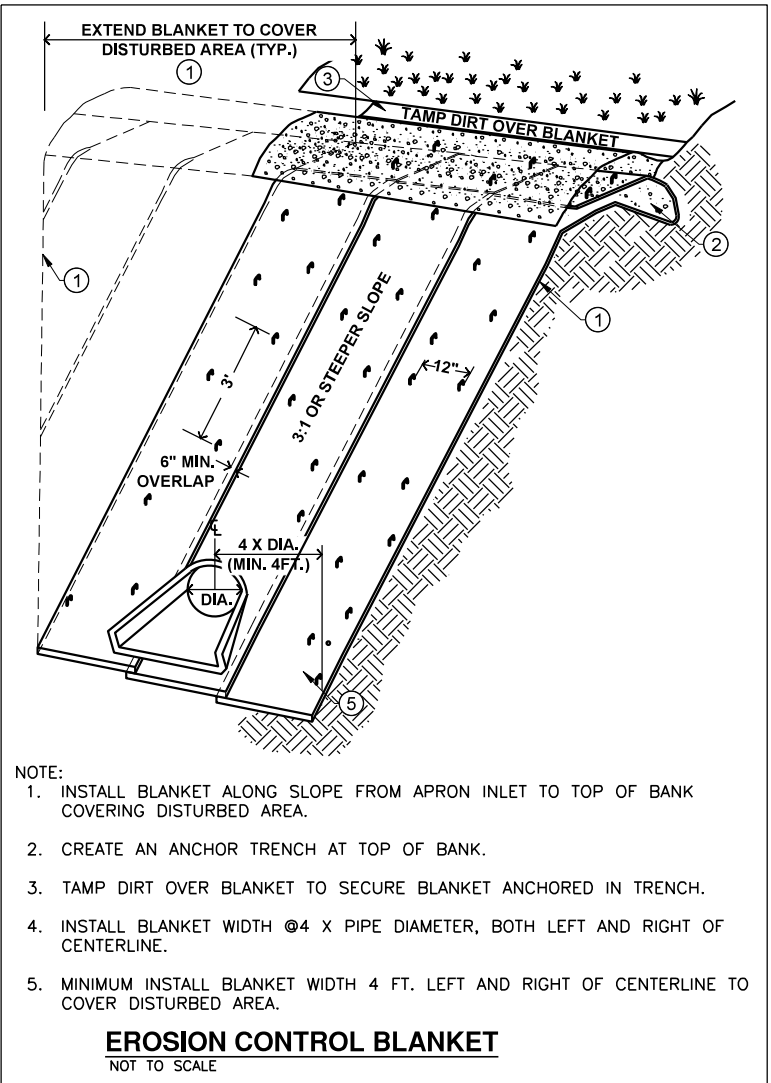 EXTEND BLANKET TO COVER
DISTURBED AREA (TYP.)
1
3
TAMP DIRT OVER BLANKET
2
1
1
3:1 OR STEEPER SLOPE
12"
3'
6" MIN.
OVERLAP
℄
4 X DIA.
(MIN. 4FT.)
DIA.
5
NOTE:
1. INSTALL BLANKET ALONG SLOPE FROM APRON INLET TO TOP OF BANK
COVERING DISTURBED AREA.
2. CREATE AN ANCHOR TRENCH AT TOP OF BANK.
3. TAMP DIRT OVER BLANKET TO SECURE BLANKET ANCHORED IN TRENCH.
4. INSTALL BLANKET WIDTH @4 X PIPE DIAMETER, BOTH LEFT AND RIGHT OF
CENTERLINE.
5. MINIMUM INSTALL BLANKET WIDTH 4 FT. LEFT AND RIGHT OF CENTERLINE TO
COVER DISTURBED AREA.
EROSION CONTROL BLANKET
NOT TO SCALE